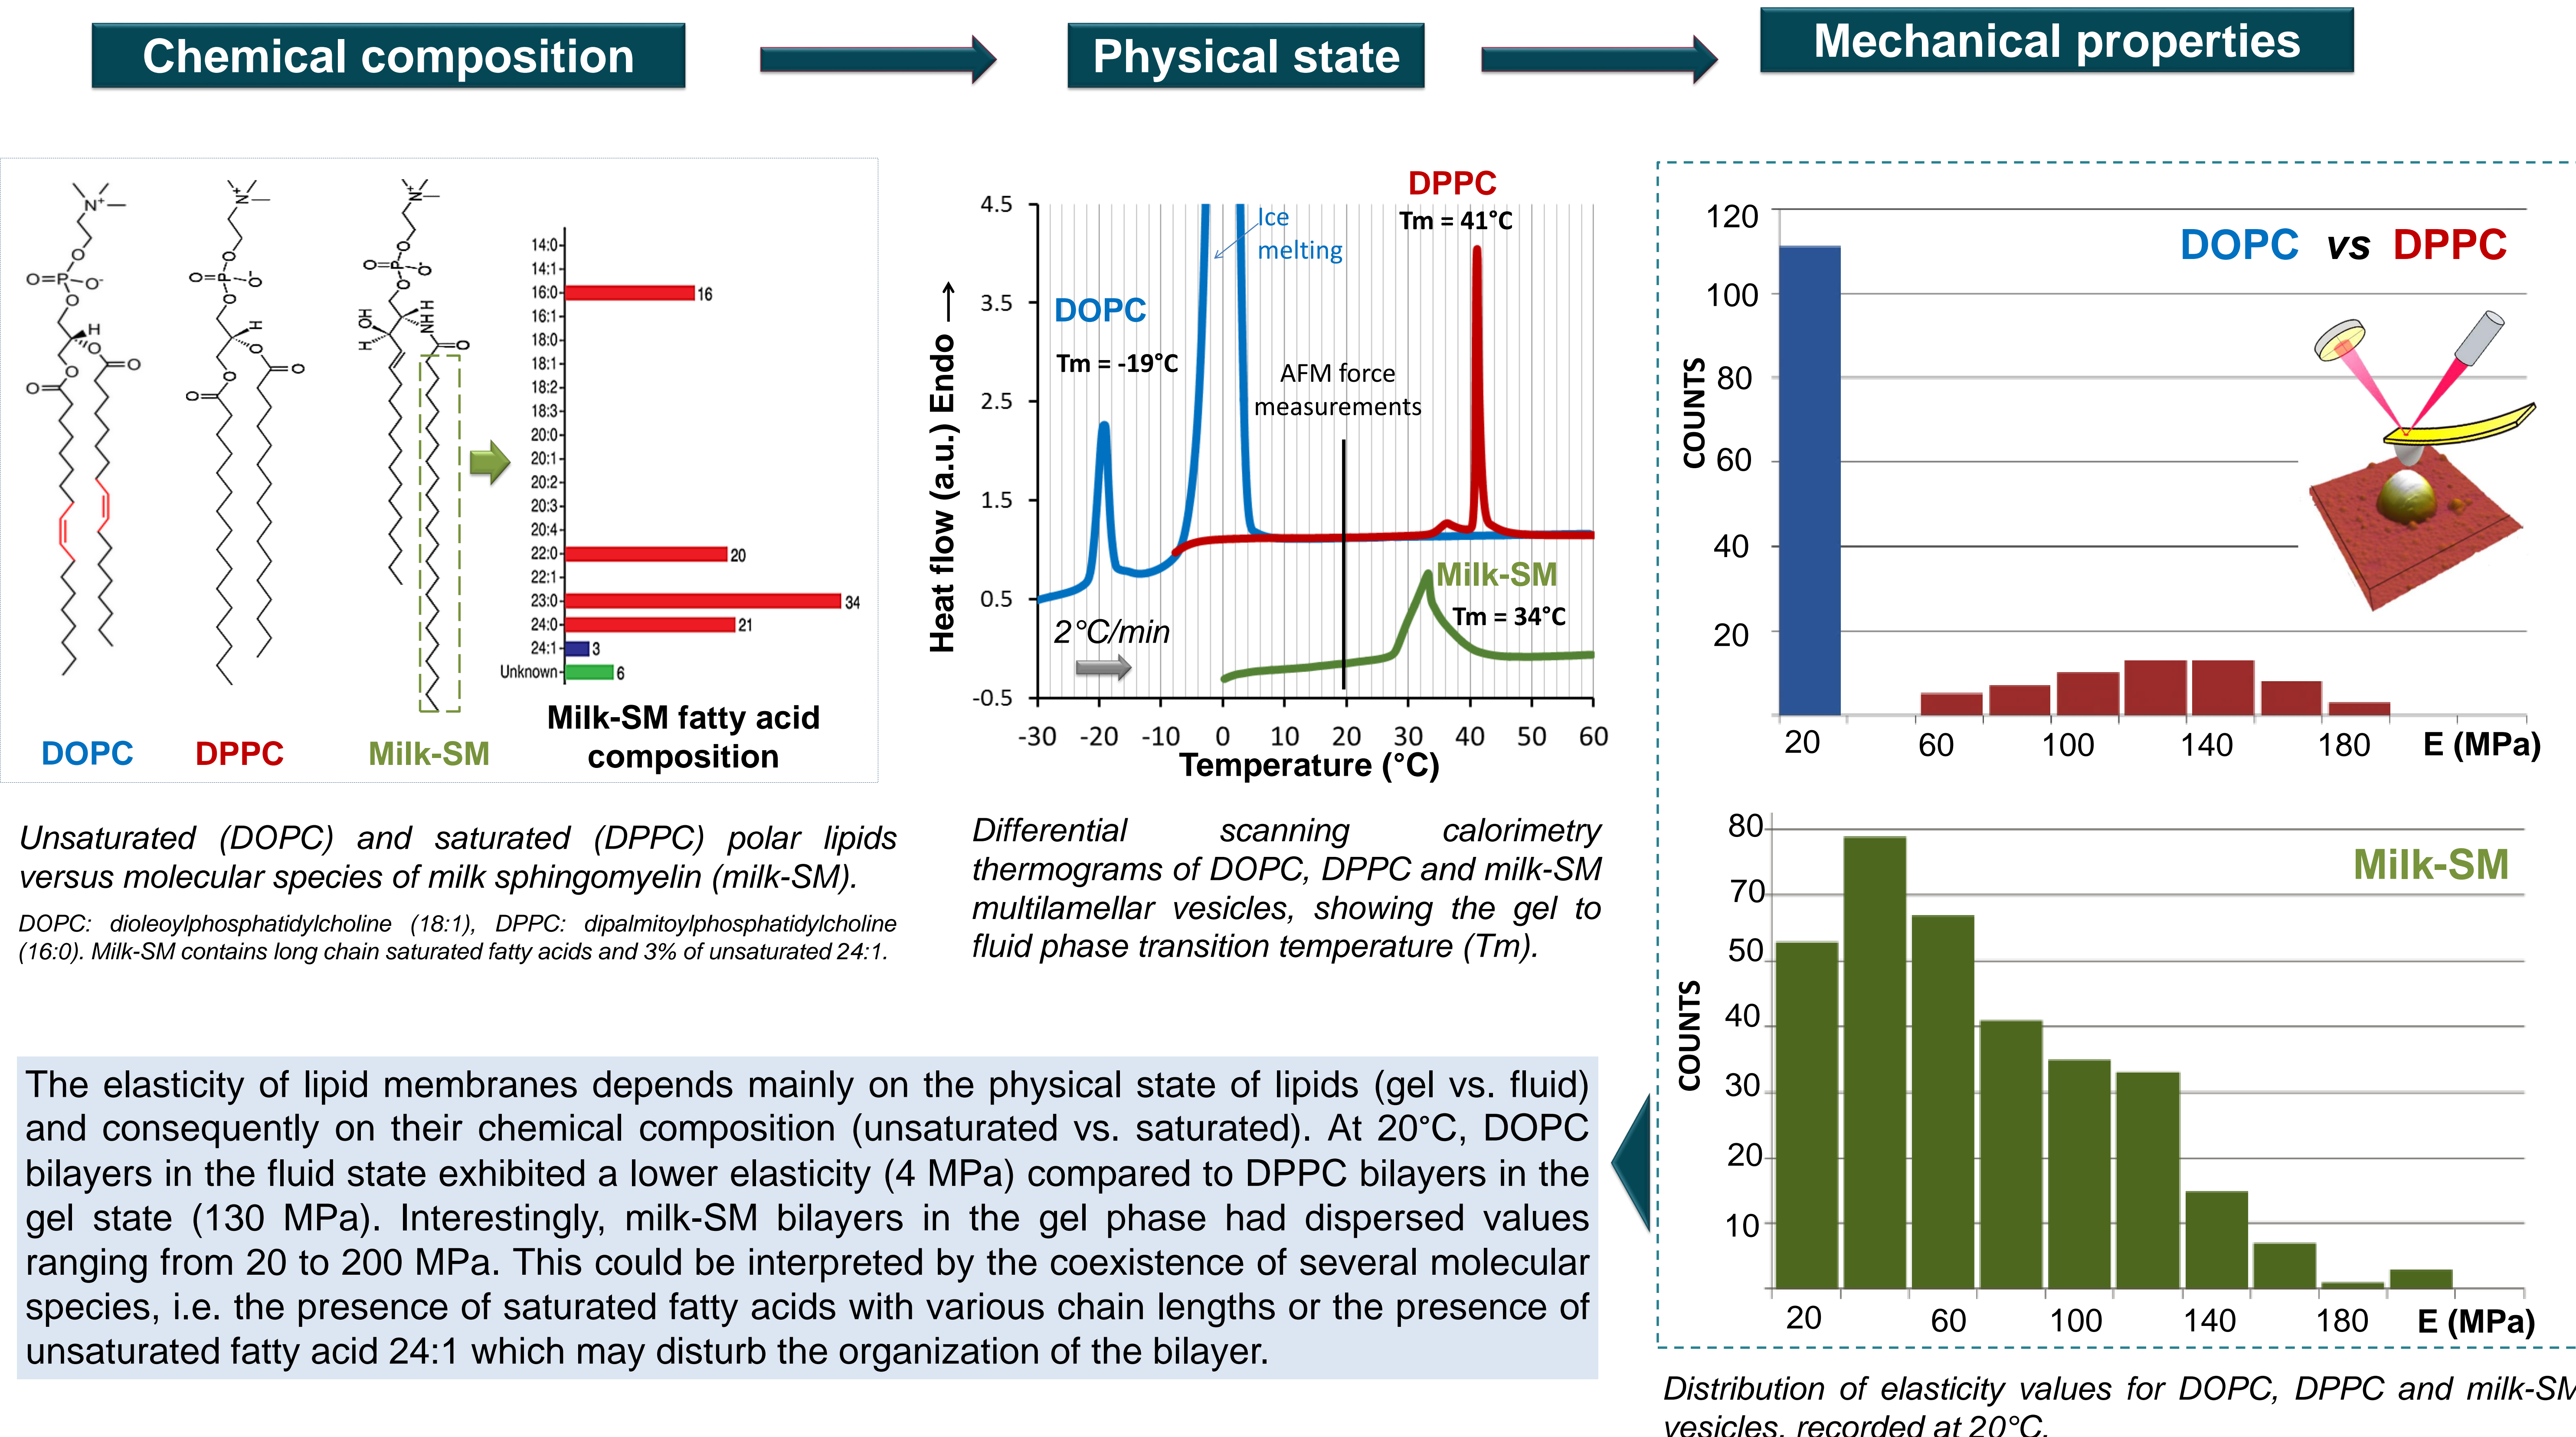 Chemical composition
Physical state
Mechanical properties
14:0
14:1
16:0
16
16:1
18:0
18:1
18:2
18:3
20:0
20:1
20:2
20:3
20:4
22:0
20
22:1
23:0
34
24:0
21
24:1
3
Unknown
6
Milk-SM fatty acid
composition
DOPC
DPPC
Milk-SM
Unsaturated (DOPC) and saturated (DPPC) polar lipids
versus molecular species of milk sphingomyelin (milk-SM).
DOPC: dioleoylphosphatidylcholine (18:1), DPPC: dipalmitoylphosphatidylcholine
(16:0). Milk-SM contains long chain saturated fatty acids and 3% of unsaturated 24:1.
DPPC
Tm = 41°C
Ice
melting
DOPC
Tm = -19°C
AFM force
measurements
Milk-SM
Tm = 34°C
2°C/min
Heat flow (a.u.) Endo →
4.5
3.5
2.5
1.5
0.5
-0.5
-30 -20 -10 0 10 20 30 40 50 60
Temperature (°C)
Differential scanning calorimetry
thermograms of DOPC, DPPC and milk-SM
multilamellar vesicles, showing the gel to
fluid phase transition temperature (Tm).
DOPC vs DPPC
COUNTS
120
100
80
60
40
20
20 60 100 140 180 E (MPa)
Milk-SM
COUNTS
80
70
50
40
30
20
10
20 60 100 140 180 E (MPa)
Distribution of elasticity values for DOPC, DPPC and milk-SM
vesicles, recorded at 20°C.
The elasticity of lipid membranes depends mainly on the physical state of lipids (gel vs. fluid)
and consequently on their chemical composition (unsaturated vs. saturated). At 20°C, DOPC
bilayers in the fluid state exhibited a lower elasticity (4 MPa) compared to DPPC bilayers in the
gel state (130 MPa). Interestingly, milk-SM bilayers in the gel phase had dispersed values
ranging from 20 to 200 MPa. This could be interpreted by the coexistence of several molecular
species, i.e. the presence of saturated fatty acids with various chain lengths or the presence of
unsaturated fatty acid 24:1 which may disturb the organization of the bilayer.